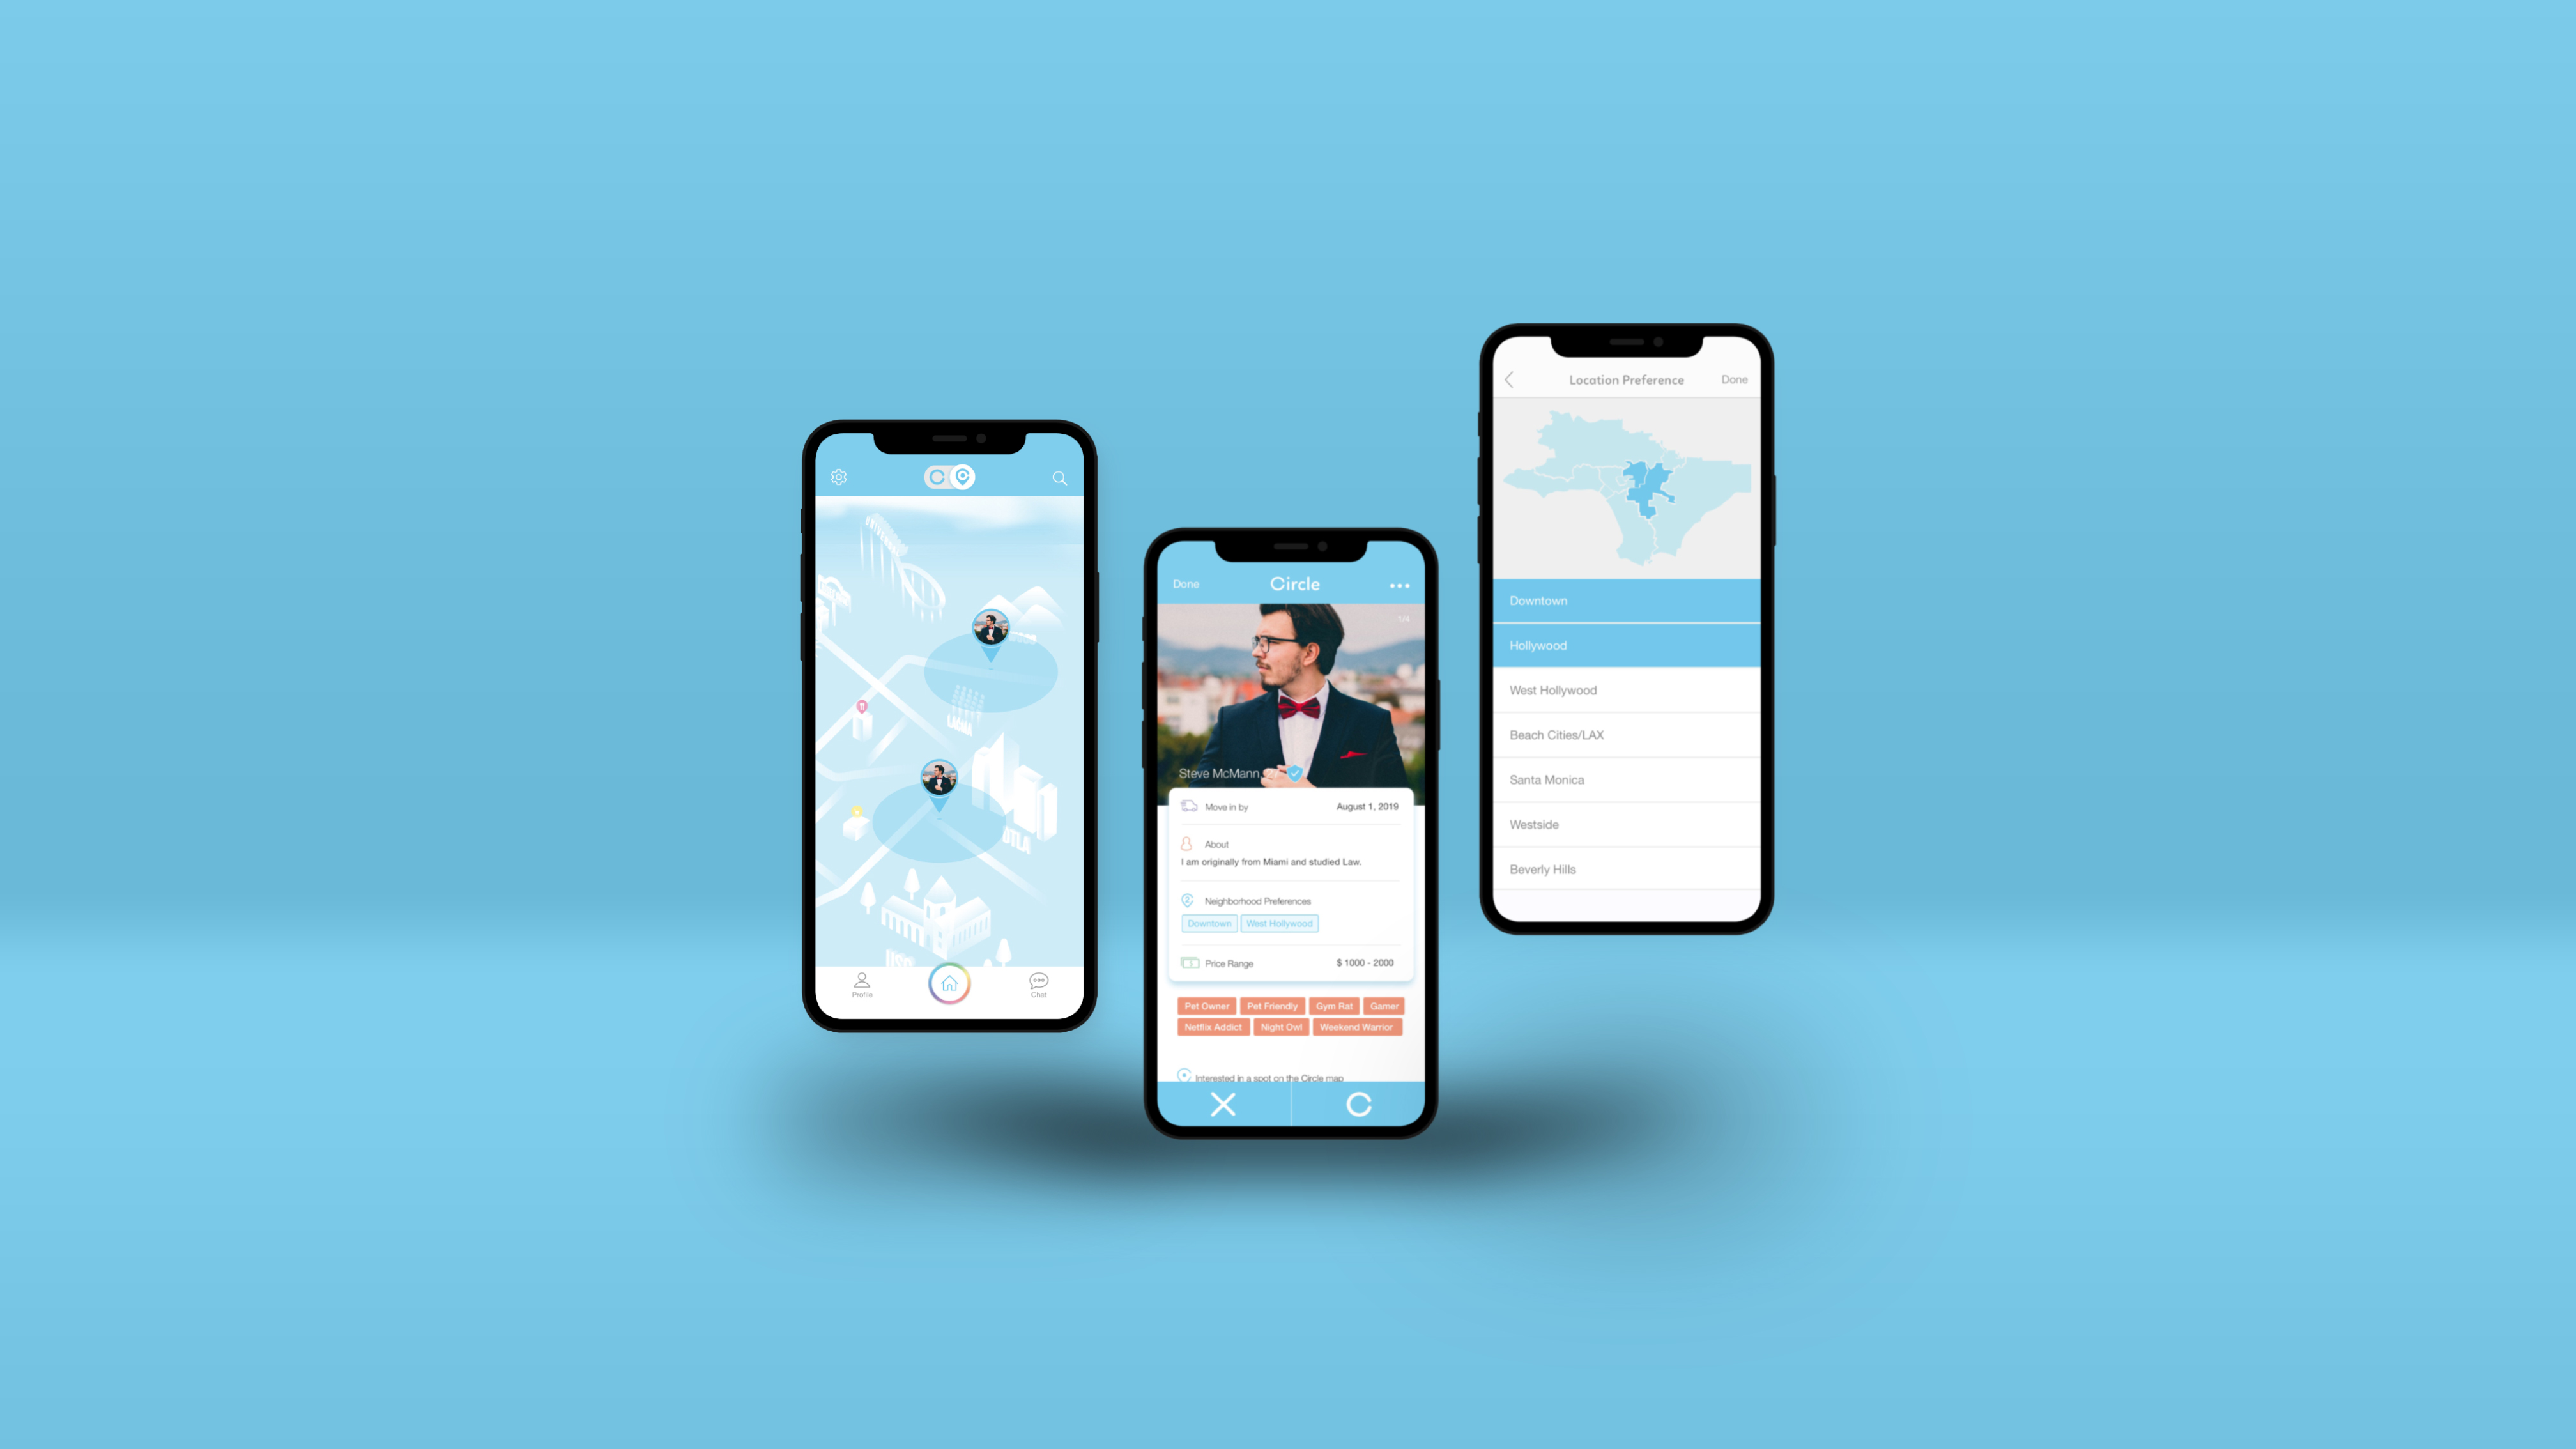 LACMA
DTLA
Profile
Chat
Done
Circle
1/4
Steve McMann
Move in by
August 1, 2019
About
I am originally from Miami and studied Law.
Neighborhood Preferences
Downtown
West Hollywood
Price Range
$ 1000 - 2000
Pet Owner
Pet Friendly
Gym Rat
Gamer
Netflix Addict
Night Owl
Weekend Warrior
Interested in a spot on the Circle map
Location Preference
Done
Downtown
Hollywood
West Hollywood
Beach Cities/LAX
Santa Monica
Westside
Beverly Hills